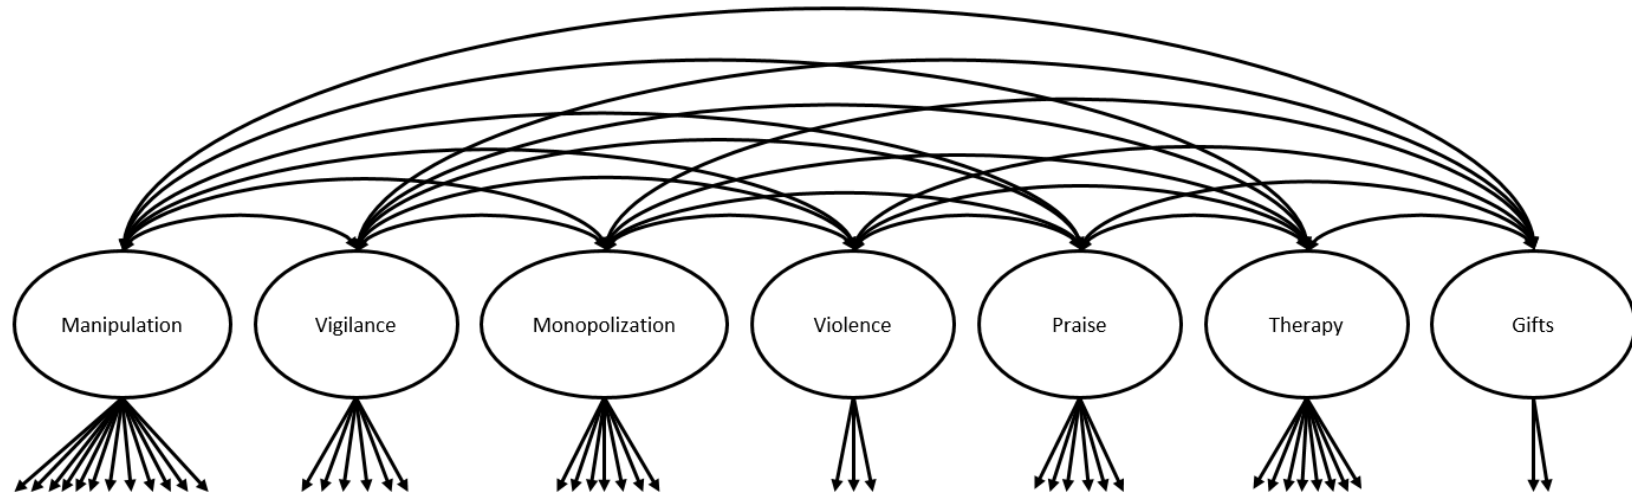 Manipulation
Vigilance
Monopolization
Violence
Praise
Therapy
Gifts